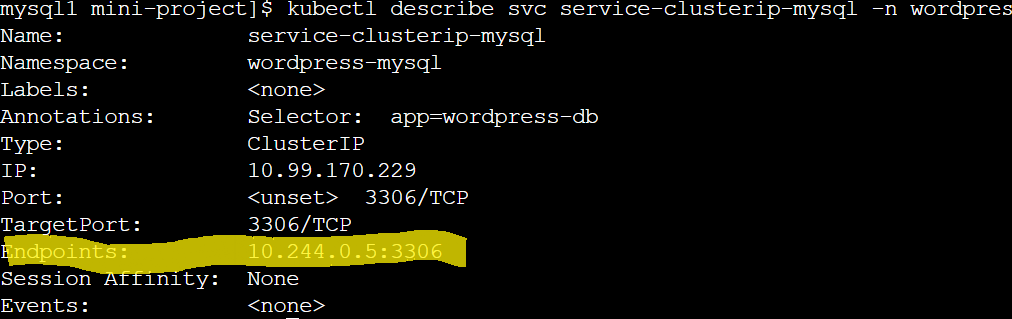 mysql1 mini-project]$ kubectl describe svc service-clusterip-mysql -n wordpres
Name: service-clusterip-mysql
Namespace: wordpress-mysql
Labels: <none>
Annotations: Selector: app=wordpress-db
Type: ClusterIP
IP: 10.99.170.229
Port: <unset> 3306/TCP
TargetPort: 3306/TCP
Endpoints: 10.244.0.5:3306
Session Affinity: None
Events: <none>